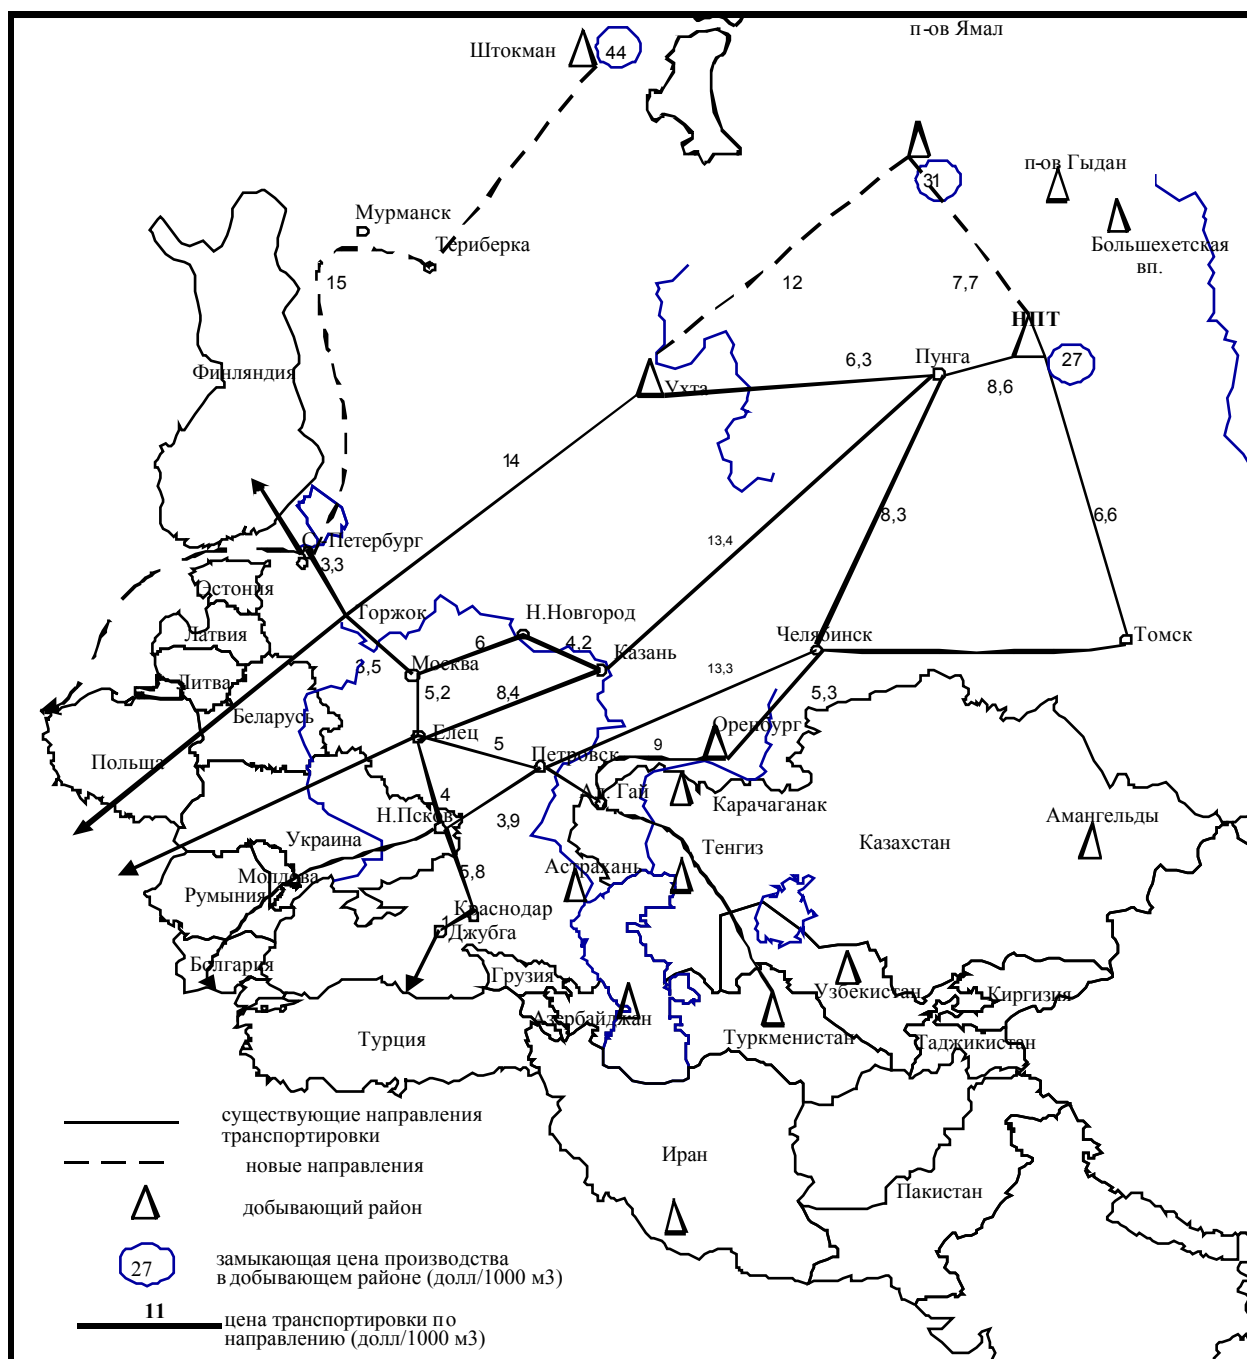 п-ов Ямал
Штокман
44
31
п-ов Гыдан
Мурманск
Териберка
Большехетская
вп.
15
12
7,7
НПТ
6,3
Пунга
27
Финляндия
Ухта
8,6
14
8,3
6,6
13,4
С.-Петербург
3,3
Эстония
Торжок
Н.Новгород
Латвия
6
4,2
Челябинск
Томск
3,5
Москва
Казань
13,3
Литва
5,2
8,4
5,3
Беларусь
Елец
Оренбург
5
9
Польша
Петровск
Ал. Гай
Карачаганак
4
Н.Псков
3,9
Амангельды
Украина
Тенгиз
Казахстан
Молдова
5,8
Астрахань
Румыния
Краснодар
1
Джубга
Болгария
Грузия
Узбекистан
Киргизия
Азербайджан
Турция
Туркменистан
Таджикистан
существующие направления
транспортировки
Иран
новые направления
Пакистан
добывающий район
27
замыкающая цена производства
в добывающем районе (долл/1000 м3)
11
цена транспортировки по
направлению (долл/1000 м3)